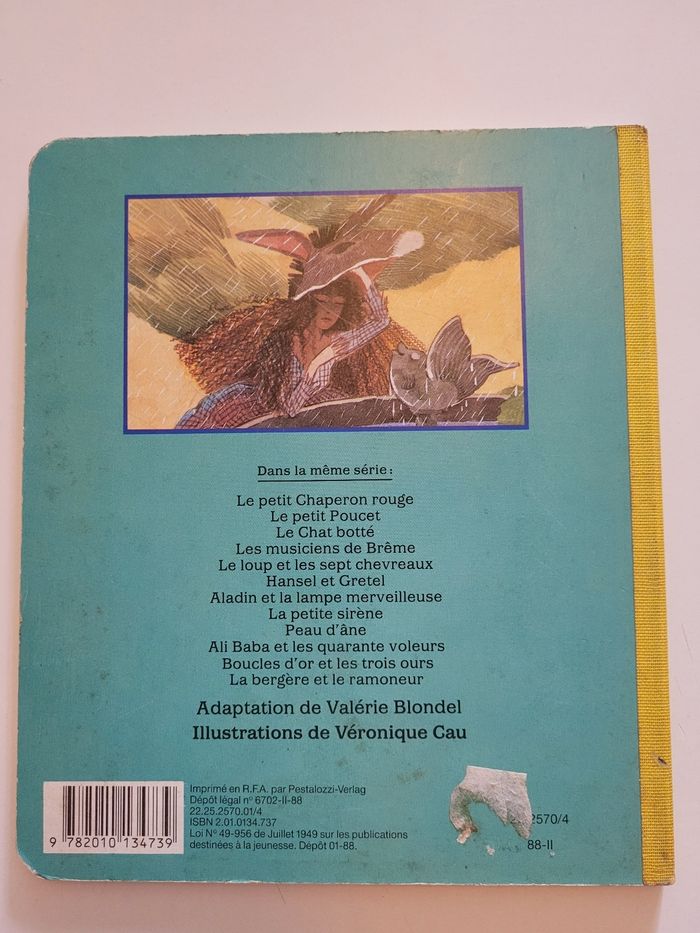 Dans la même série :
Le petit Chaperon rouge
Le petit Poucet
Le Chat botté
Les musiciens de Brême
Le loup et les sept chevreaux
Hansel et Gretel
Aladin et la lampe merveilleuse
La petite sirène
Peau d'âne
Ali Baba et les quarante voleurs
Boucles d'or et les trois ours
La bergère et le ramoneur
Adaptation de Valérie Blondel
Illustrations de Véronique Cau
Imprimé en R.F.A. par Pestalozzi-Verlag
Dépôt légal n° 6702-II-88
22.25.2570.01/4
ISBN 2.01.0134.737
Loi N° 49-956 de Juillet 1949 sur les publications
destinées à la jeunesse. Dépôt 01-88.
9 782010 134739
2570/4
88-II